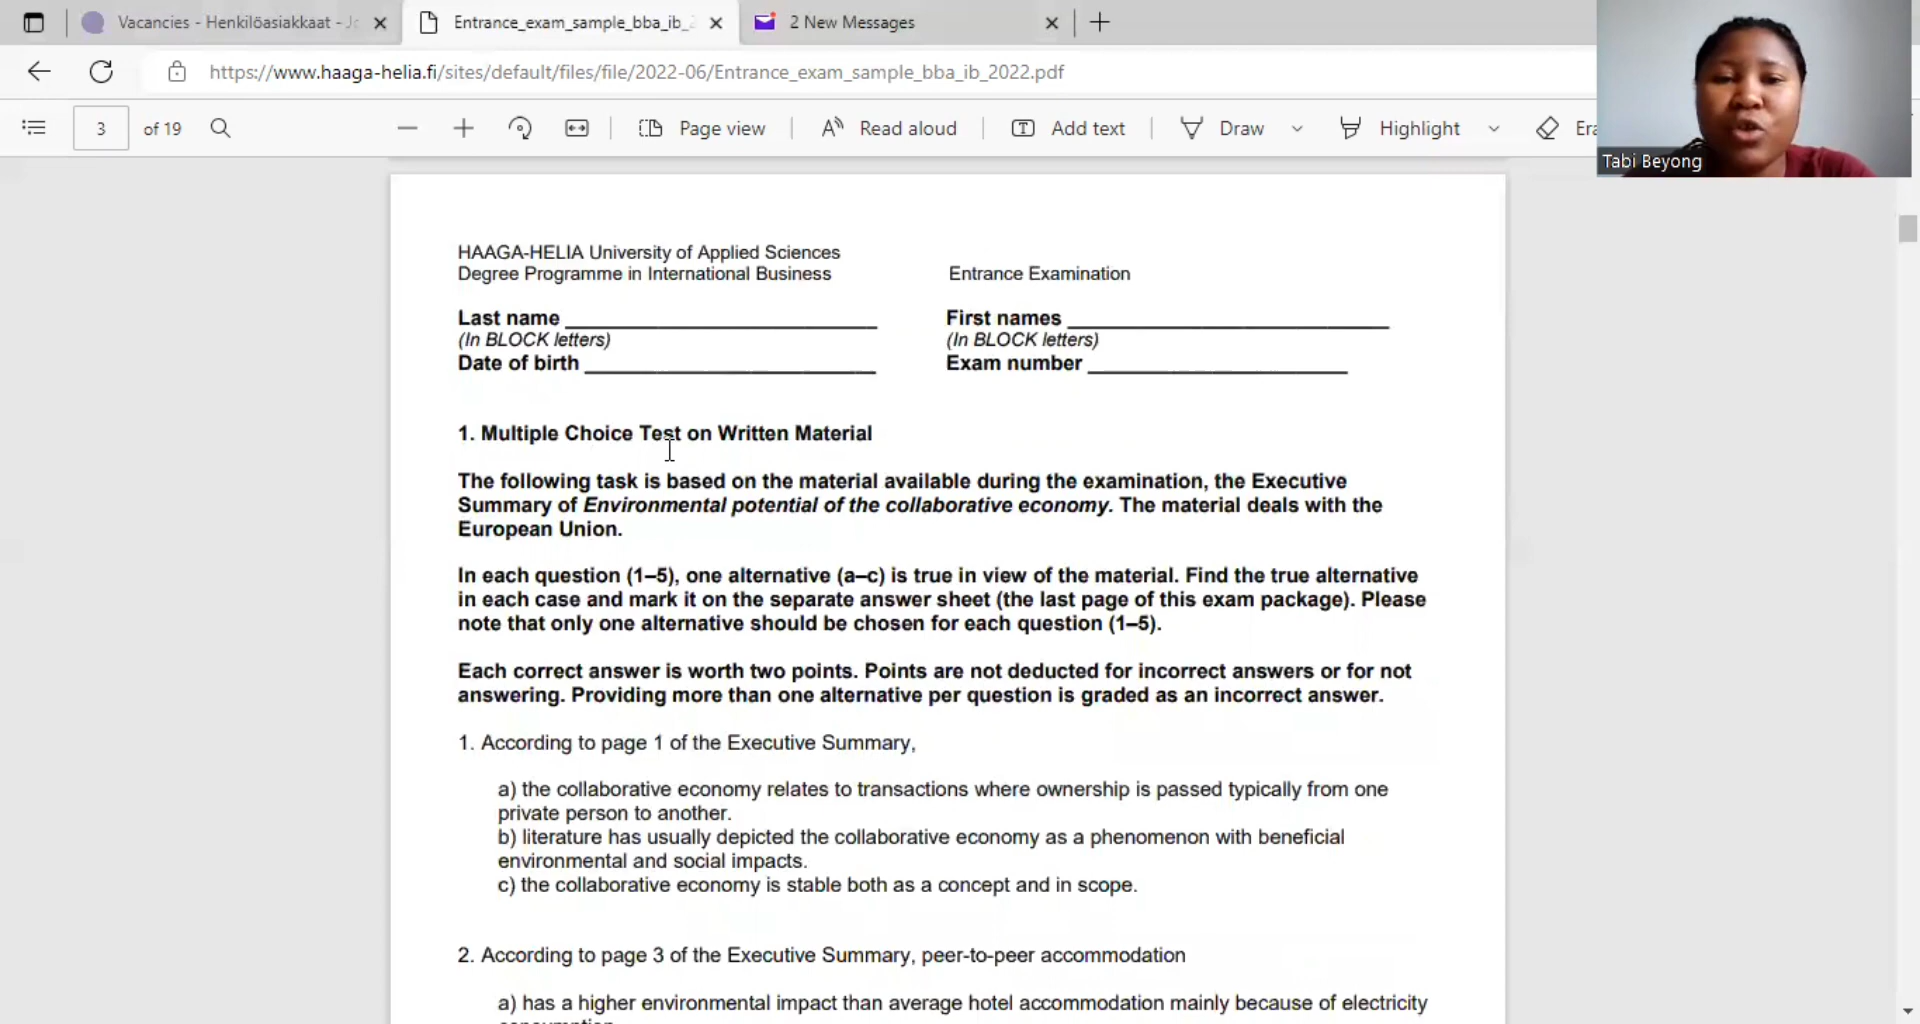 Vacancies - Henkilöasiakkaat - Jo
Entrance_exam_sample_bba_ib_2
2 New Messages
https://www.haaga-helia.fi/sites/default/files/file/2022-06/Entrance_exam_sample_bba_ib_2022.pdf
3 of 19
Page view
Read aloud
Add text
Draw
Highlight
Era
Tabi Beyong
HAAGA-HELIA University of Applied Sciences
Degree Programme in International Business Entrance Examination
Last name ____________________ First names ____________________
(In BLOCK letters) (In BLOCK letters)
Date of birth ____________________ Exam number ____________________
1. Multiple Choice Test on Written Material
The following task is based on the material available during the examination, the Executive
Summary of Environmental potential of the collaborative economy. The material deals with the
European Union.
In each question (1–5), one alternative (a–c) is true in view of the material. Find the true alternative
in each case and mark it on the separate answer sheet (the last page of this exam package). Please
note that only one alternative should be chosen for each question (1–5).
Each correct answer is worth two points. Points are not deducted for incorrect answers or for not
answering. Providing more than one alternative per question is graded as an incorrect answer.
1. According to page 1 of the Executive Summary,
a) the collaborative economy relates to transactions where ownership is passed typically from one
private person to another.
b) literature has usually depicted the collaborative economy as a phenomenon with beneficial
environmental and social impacts.
c) the collaborative economy is stable both as a concept and in scope.
2. According to page 3 of the Executive Summary, peer-to-peer accommodation
a) has a higher environmental impact than average hotel accommodation mainly because of electricity